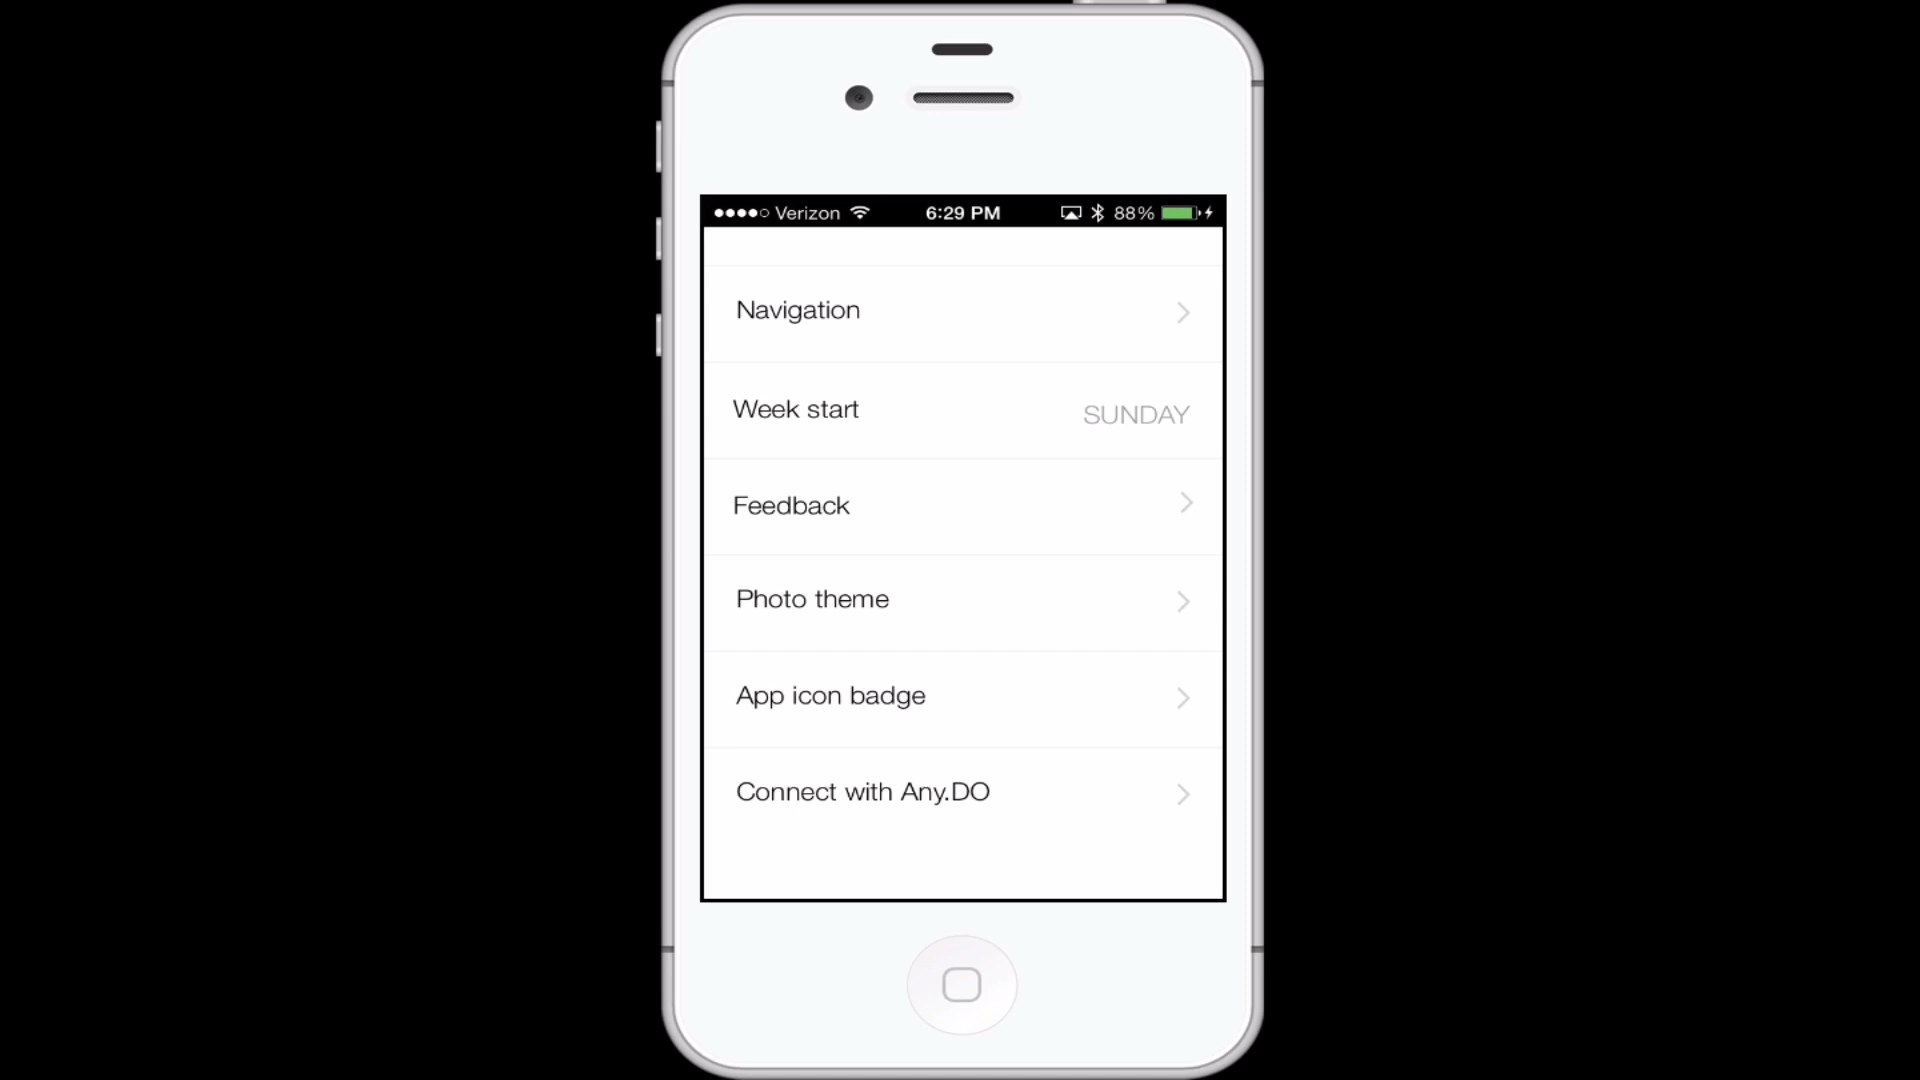 Verizon 6:29 PM 88%
Navigation
Week start SUNDAY
Feedback
Photo theme
App icon badge
Connect with Any.DO